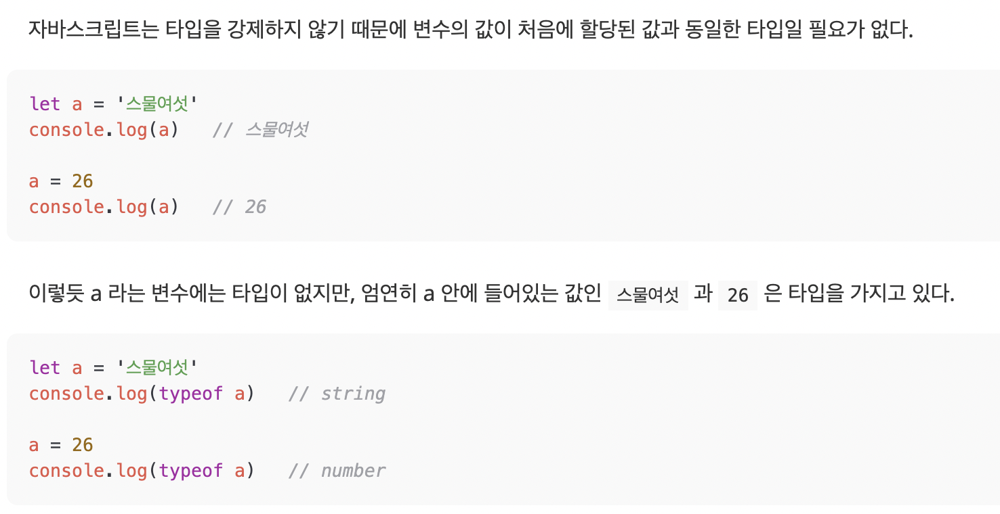 자바스크립트는 타입을 강제하지 않기 때문에 변수의 값이 처음에 할당된 값과 동일한 타입일 필요가 없다.
let a = '스물여섯'
console.log(a)   // 스물여섯
a = 26
console.log(a)   // 26
이렇듯 a 라는 변수에는 타입이 없지만, 엄연히 a 안에 들어있는 값인 스물여섯 과 26 은 타입을 가지고 있다.
let a = '스물여섯'
console.log(typeof a)   // string
a = 26
console.log(typeof a)   // number